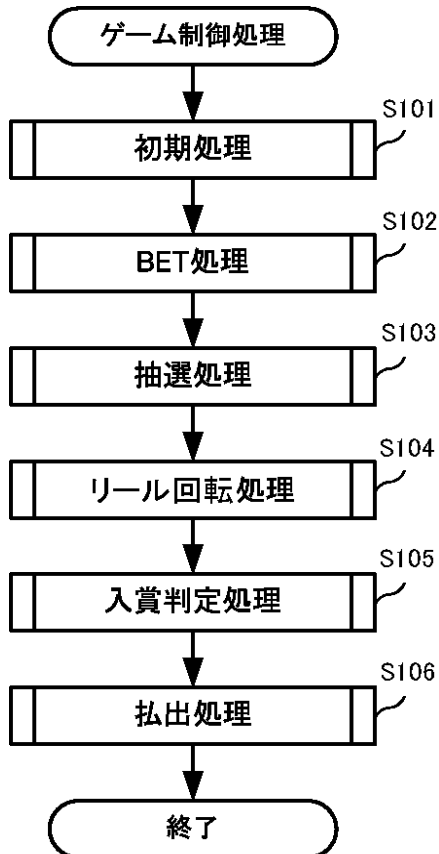 ゲーム制御処理
S101
初期処理
S102
BET処理
S103
抽選処理
S104
リール回転処理
S105
入賞判定処理
S106
払出処理
終了